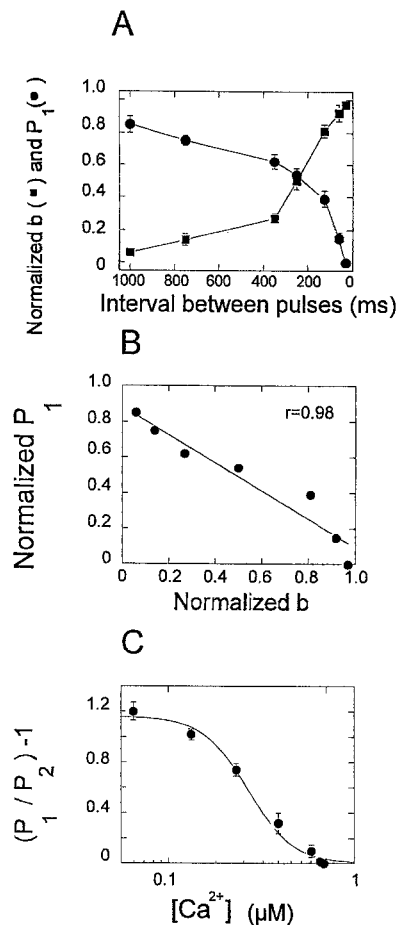 A
Normalized b (■) and P1(●)
1.0
0.8
0.6
0.4
0.2
0
1000 800 600 400 200 0
Interval between pulses (ms)
B
Normalized P1
1.0
0.8
0.6
0.4
0.2
0
r=0.98
0 0.2 0.4 0.6 0.8 1.0
Normalized b
C
(P1 / P2) -1
1.2
0.8
0.4
0
0.1 1
[Ca2+] (µM)